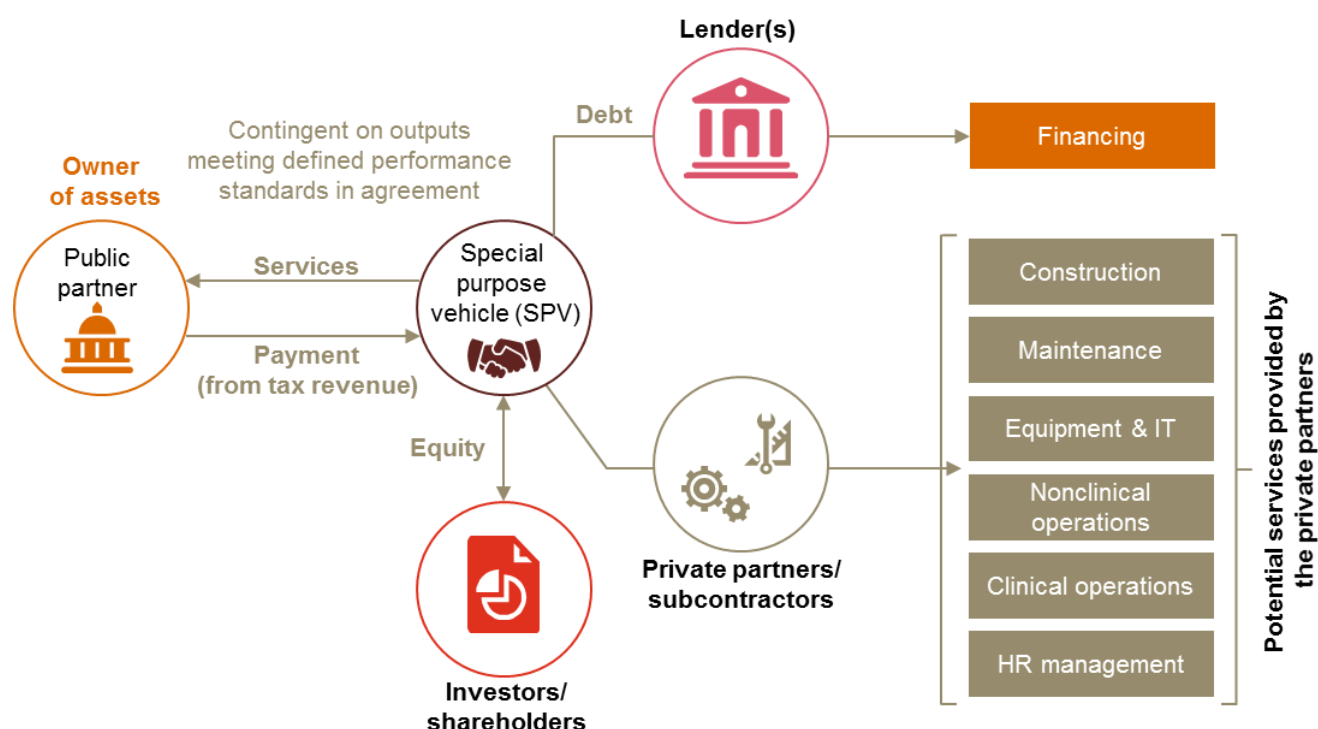 Lender(s)
Debt
Financing
Contingent on outputs
meeting defined performance
standards in agreement
Owner
of assets
Public
partner
Services
Payment
(from tax revenue)
Special
purpose
vehicle (SPV)
Equity
Investors/
shareholders
Private partners/
subcontractors
Construction
Maintenance
Equipment & IT
Nonclinical
operations
Clinical operations
HR management
Potential services provided by
the private partners